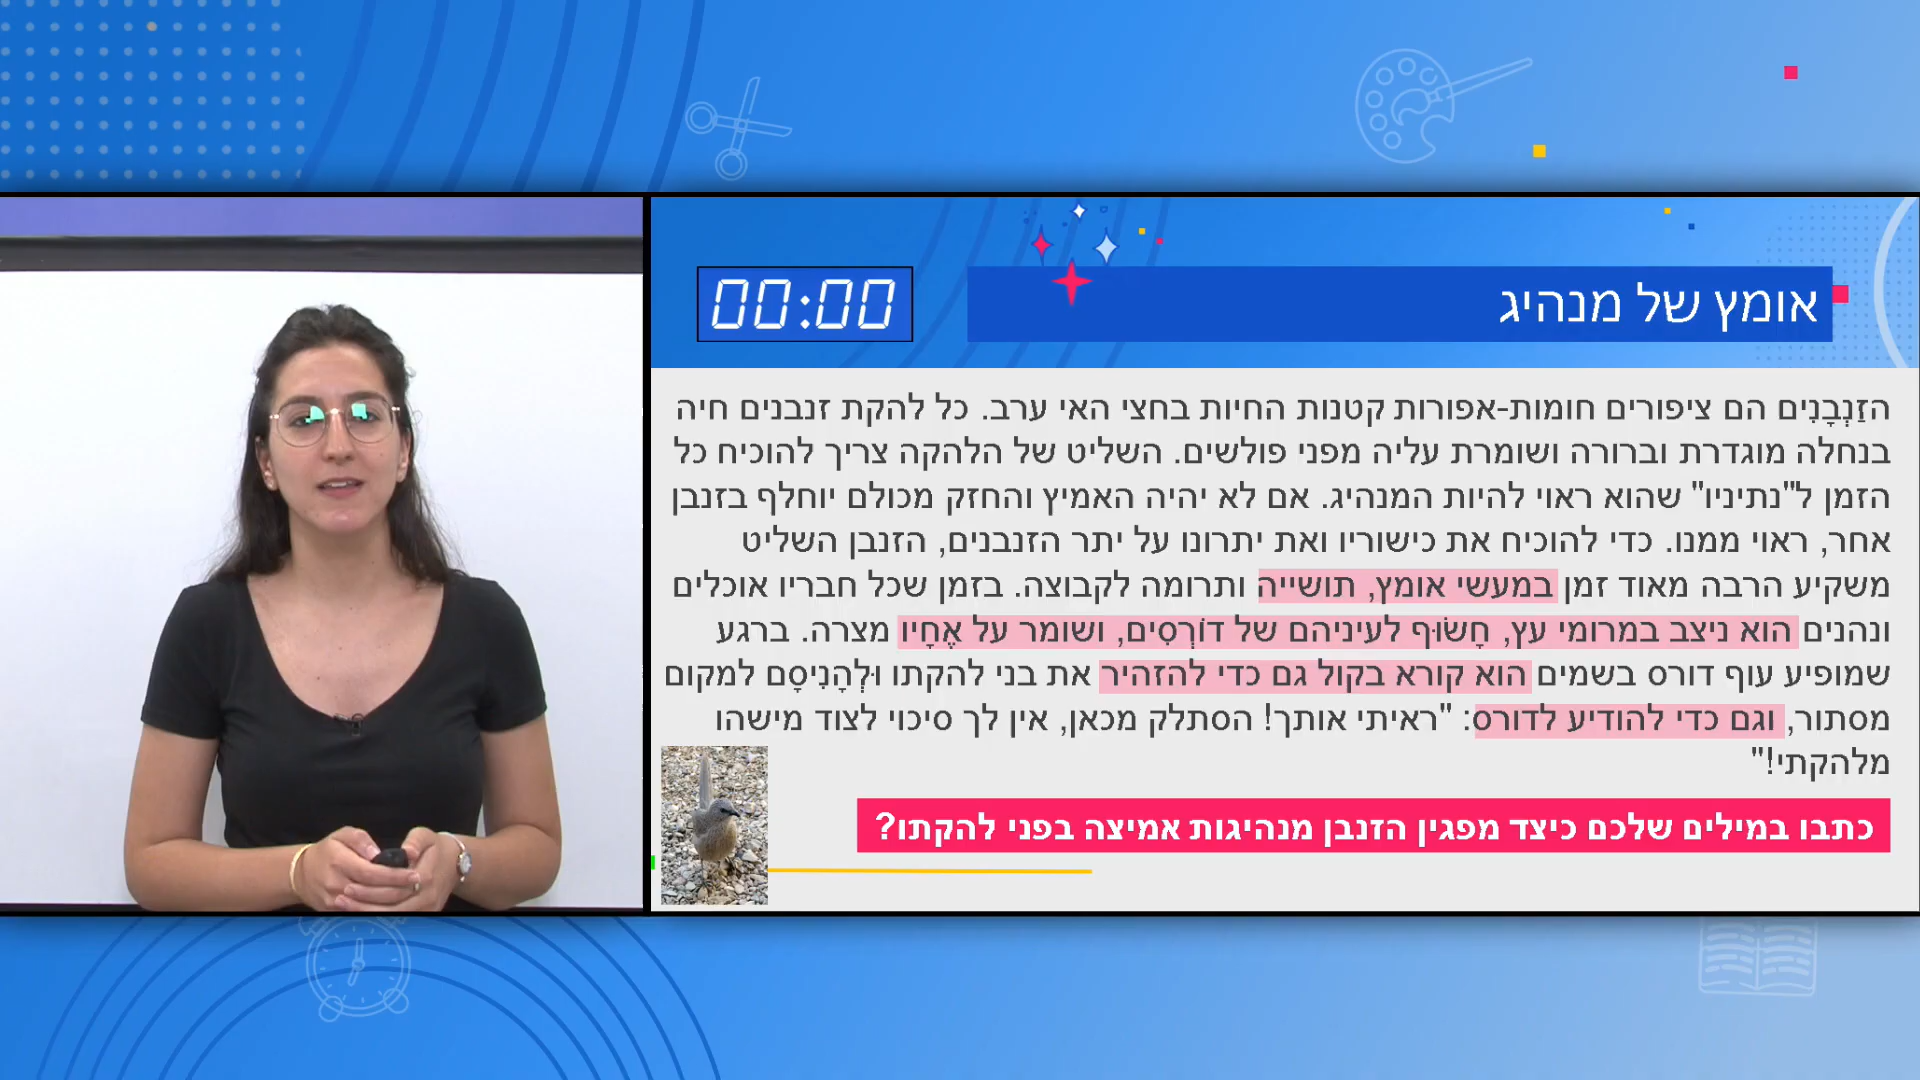 00:00
אומץ של מנהיג
הזַנְבָנִים הם ציפורים חומות-אפורות קטנות החיות בחצי האי ערב. כל להקת זנבנים חיה
בנחלה מוגדרת וברורה ושומרת עליה מפני פולשים. השליט של הלהקה צריך להוכיח כל
הזמן ל"נתיניו" שהוא ראוי להיות המנהיג. אם לא יהיה האמיץ והחזק מכולם יוחלף בזנבן
אחר, ראוי ממנו. כדי להוכיח את כישוריו ואת יתרונו על יתר הזנבנים, הזנבן השליט
משקיע הרבה מאוד זמן במעשי אומץ, תושייה ותרומה לקבוצה. בזמן שכל חבריו אוכלים
ונהנים הוא ניצב במרומי עץ, חָשׂוּף לעיניהם של דוֹרְסִים, ושומר על אֶחָיו מצרה. ברגע
שמופיע עוף דורס בשמים הוא קורא בקול גם כדי להזהיר את בני להקתו וּלְהָנִיסָם למקום
מסתור, וגם כדי להודיע לדורס: "ראיתי אותך! הסתלק מכאן, אין לך סיכוי לצוד מישהו
מלהקתי!"
כתבו במילים שלכם כיצד מפגין הזנבן מנהיגות אמיצה בפני להקתו?